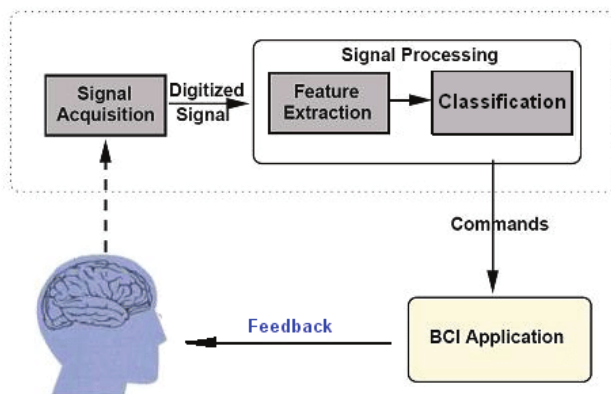 Signal Processing
Signal
Acquisition
Digitized
Signal
Feature
Extraction
Classification
Commands
Feedback
BCI Application